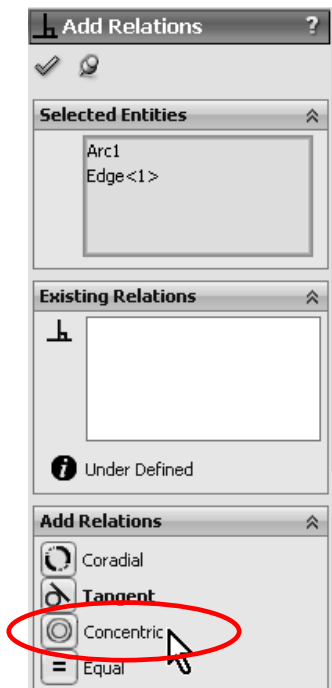 Add Relations ?
Selected Entities
Arc1
Edge<1>
Existing Relations
Under Defined
Add Relations
Coradial
Tangent
Concentric
= Equal